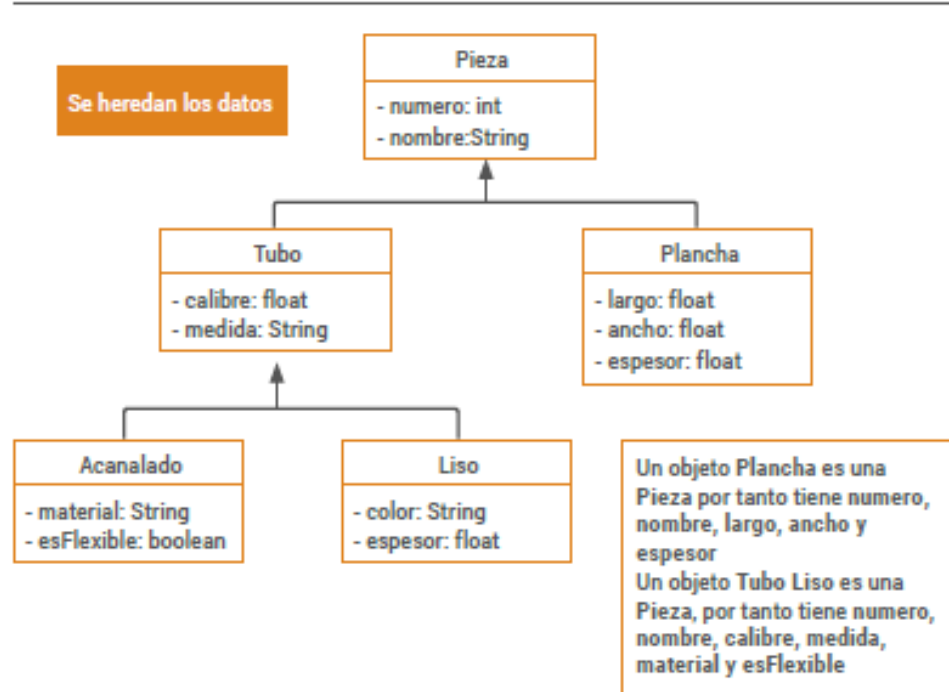 Pieza
- numero: int
- nombre:String
Se heredan los datos
Tubo
- calibre: float
- medida: String
Plancha
- largo: float
- ancho: float
- espesor: float
Acanalado
- material: String
- esFlexible: boolean
Liso
- color: String
- espesor: float
Un objeto Plancha es una
Pieza por tanto tiene numero,
nombre, largo, ancho y
espesor
Un objeto Tubo Liso es una
Pieza, por tanto tiene numero,
nombre, calibre, medida,
material y esFlexible